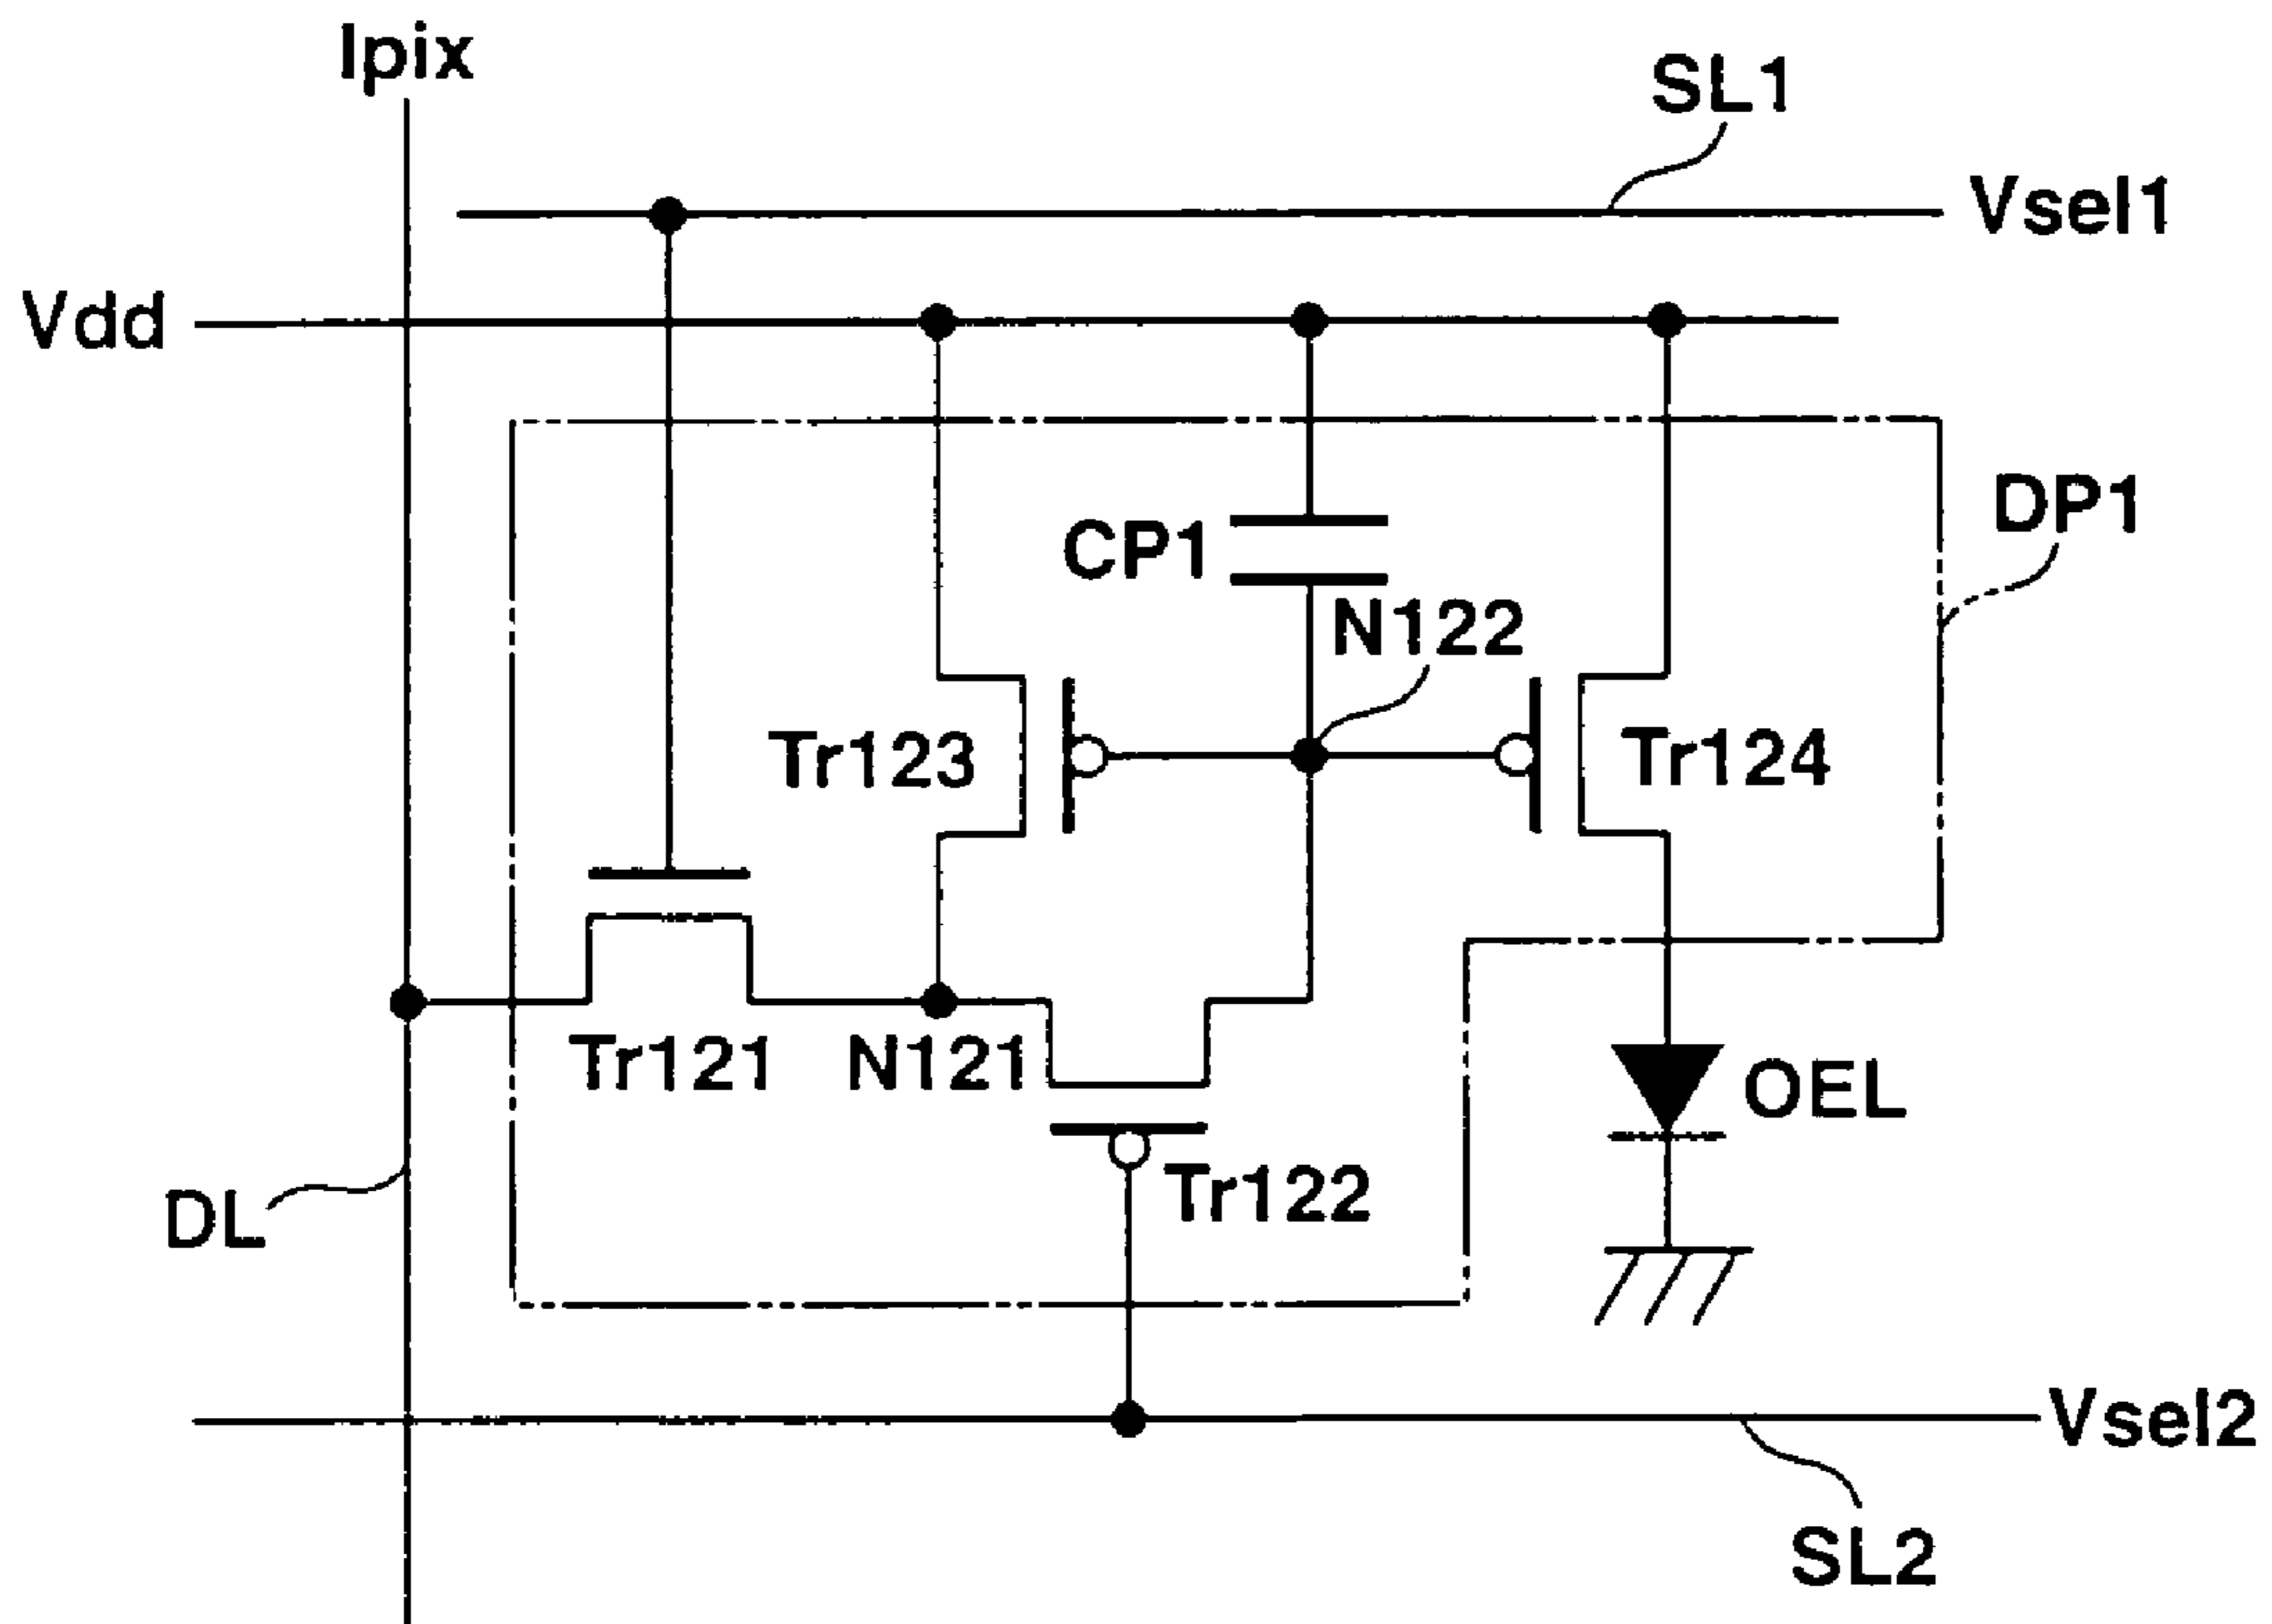 Ipix
SL1
Vsel1
Vdd
DP1
CP1
N122
Tr123
Tr124
Tr121
N121
OEL
Tr122
DL
Vsel2
SL2